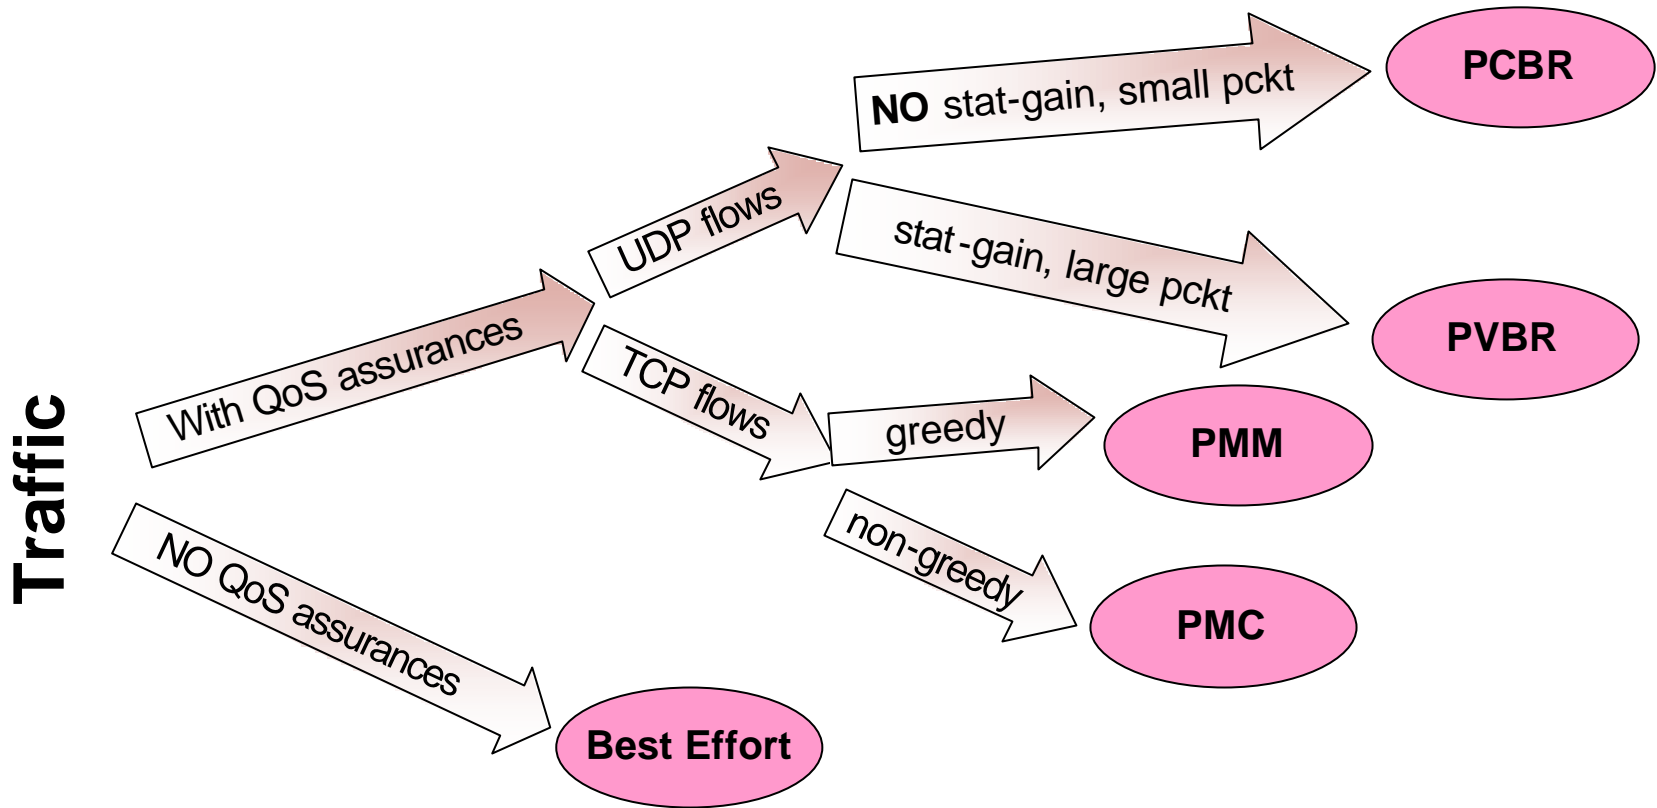 Traffic
With QoS assurances
NO QoS assurances
UDP flows
TCP flows
NO stat-gain, small pckt
stat-gain, large pckt
greedy
non-greedy
PCBR
PVBR
PMM
PMC
Best Effort